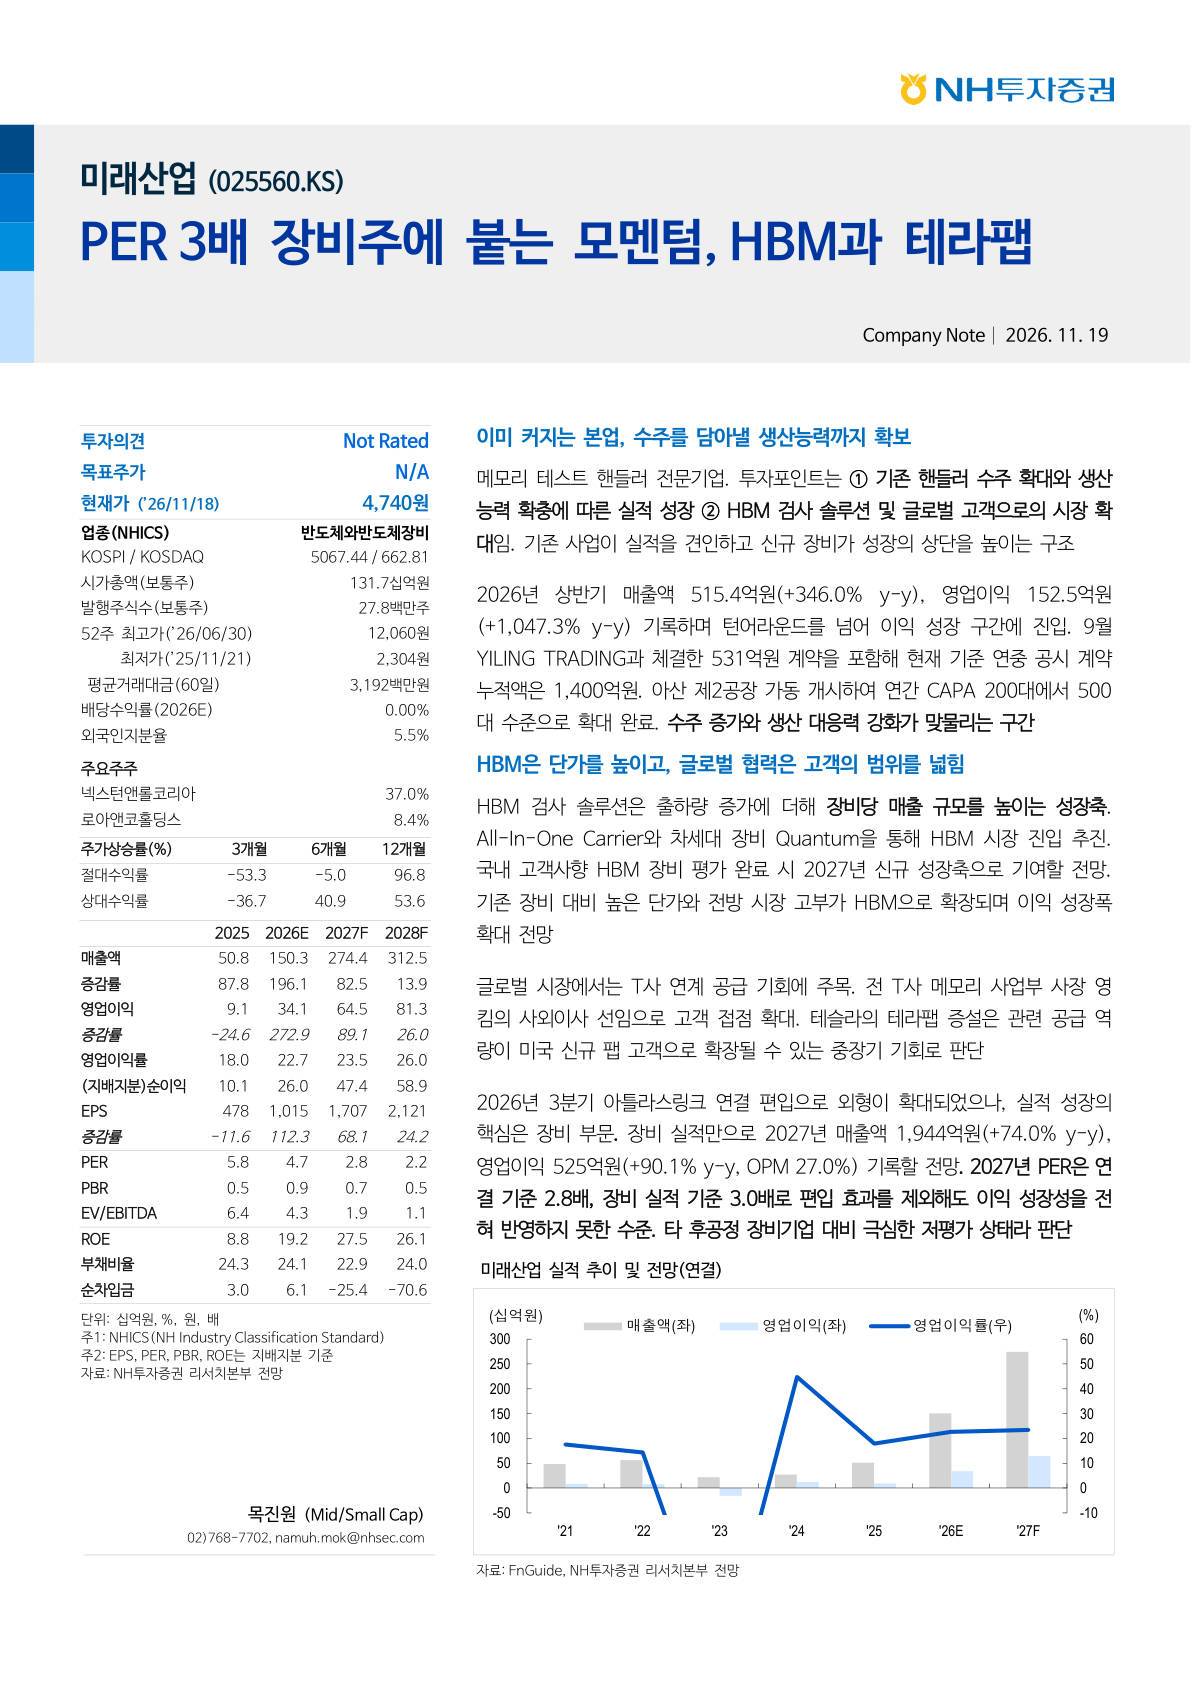 NH투자증권
미래산업 (025560.KS)
PER 3배 장비주에 붙는 모멘텀, HBM과 테라팹
Company Note│ 2026. 11. 19
투자의견 Not Rated
목표주가 N/A
현재가 ('26/11/18) 4,740원
업종(NHICS) 반도체와반도체장비
KOSPI / KOSDAQ 5067.44 / 662.81
시가총액(보통주) 131.7십억원
발행주식수(보통주) 27.8백만주
52주 최고가('26/06/30) 12,060원
최저가('25/11/21) 2,304원
평균거래대금(60일) 3,192백만원
배당수익률(2026E) 0.00%
외국인지분율 5.5%
주요주주
넥스턴앤롤코리아 37.0%
로아앤코홀딩스 8.4%
주가상승률(%) 3개월 6개월 12개월
절대수익률 -53.3 -5.0 96.8
상대수익률 -36.7 40.9 53.6
2025 2026E 2027F 2028F
매출액 50.8 150.3 274.4 312.5
증감률 87.8 196.1 82.5 13.9
영업이익 9.1 34.1 64.5 81.3
증감률 -24.6 272.9 89.1 26.0
영업이익률 18.0 22.7 23.5 26.0
(지배지분)순이익 10.1 26.0 47.4 58.9
EPS 478 1,015 1,707 2,121
증감률 -11.6 112.3 68.1 24.2
PER 5.8 4.7 2.8 2.2
PBR 0.5 0.9 0.7 0.5
EV/EBITDA 6.4 4.3 1.9 1.1
ROE 8.8 19.2 27.5 26.1
부채비율 24.3 24.1 22.9 24.0
순차입금 3.0 6.1 -25.4 -70.6
단위: 십억원, %, 원, 배
주1: NHICS(NH Industry Classification Standard)
주2: EPS, PER, PBR, ROE는 지배지분 기준
자료: NH투자증권 리서치본부 전망
목진원 (Mid/Small Cap)
02)768-7702, namuh.mok@nhsec.com
이미 커지는 본업, 수주를 담아낼 생산능력까지 확보
메모리 테스트 핸들러 전문기업. 투자포인트는 ① 기존 핸들러 수주 확대와 생산
능력 확충에 따른 실적 성장 ② HBM 검사 솔루션 및 글로벌 고객으로의 시장 확
대임. 기존 사업이 실적을 견인하고 신규 장비가 성장의 상단을 높이는 구조
2026년 상반기 매출액 515.4억원(+346.0% y-y), 영업이익 152.5억원
(+1,047.3% y-y) 기록하며 턴어라운드를 넘어 이익 성장 구간에 진입. 9월
YILING TRADING과 체결한 531억원 계약을 포함해 현재 기준 연중 공시 계약
누적액은 1,400억원. 아산 제2공장 가동 개시하여 연간 CAPA 200대에서 500
대 수준으로 확대 완료. 수주 증가와 생산 대응력 강화가 맞물리는 구간
HBM은 단가를 높이고, 글로벌 협력은 고객의 범위를 넓힘
HBM 검사 솔루션은 출하량 증가에 더해 장비당 매출 규모를 높이는 성장축.
All-In-One Carrier와 차세대 장비 Quantum을 통해 HBM 시장 진입 추진.
국내 고객사향 HBM 장비 평가 완료 시 2027년 신규 성장축으로 기여할 전망.
기존 장비 대비 높은 단가와 전방 시장 고부가 HBM으로 확장되며 이익 성장폭
확대 전망
글로벌 시장에서는 T사 연계 공급 기회에 주목. 전 T사 메모리 사업부 사장 영
킴의 사외이사 선임으로 고객 접점 확대. 테슬라의 테라팹 증설은 관련 공급 역
량이 미국 신규 팹 고객으로 확장될 수 있는 중장기 기회로 판단
2026년 3분기 아틀라스링크 연결 편입으로 외형이 확대되었으나, 실적 성장의
핵심은 장비 부문. 장비 실적만으로 2027년 매출액 1,944억원(+74.0% y-y),
영업이익 525억원(+90.1% y-y, OPM 27.0%) 기록할 전망. 2027년 PER은 연
결 기준 2.8배, 장비 실적 기준 3.0배로 편입 효과를 제외해도 이익 성장성을 전
혀 반영하지 못한 수준. 타 후공정 장비기업 대비 극심한 저평가 상태라 판단
미래산업 실적 추이 및 전망(연결)
(십억원) 매출액(좌) 영업이익(좌) 영업이익률(우) (%)
300 60
250 50
200 40
150 30
100 20
50 10
0 0
-50 -10
'21 '22 '23 '24 '25 '26E '27F
자료: FnGuide, NH투자증권 리서치본부 전망